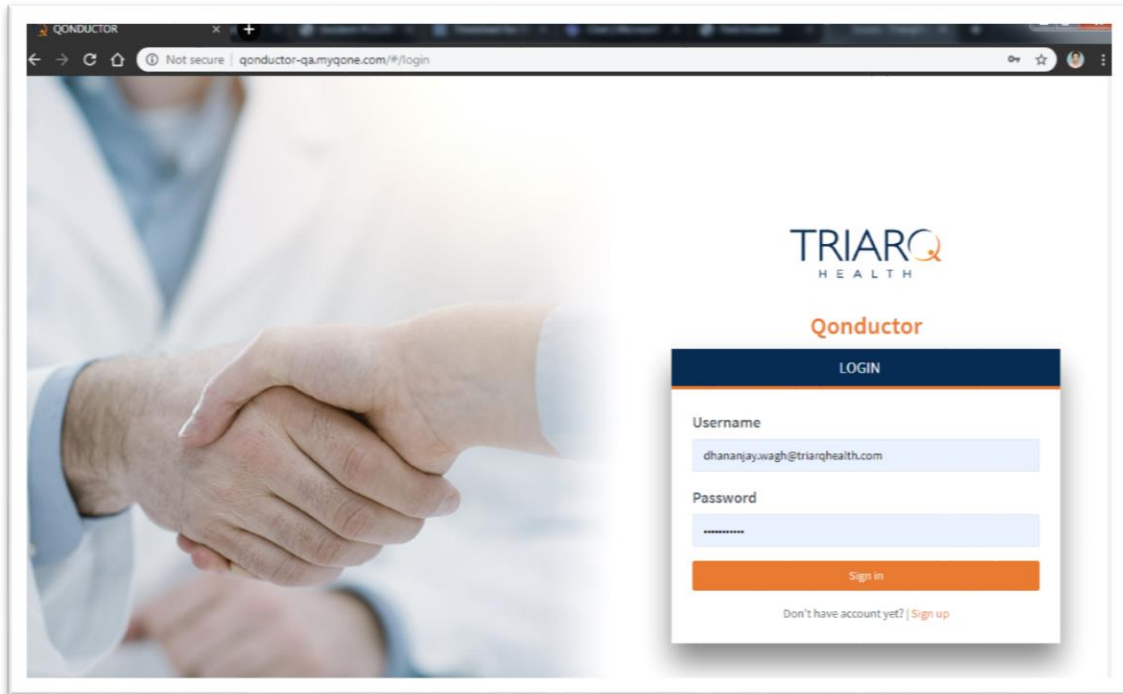 QONDUCTOR
Not secure | qonductor-qa.myqone.com/#/login
TRIARQ
HEALTH
Qonductor
LOGIN
Username
dhananjay.wagh@triarqhealth.com
Password
•••••••••••
Sign in
Don't have account yet? | Sign up